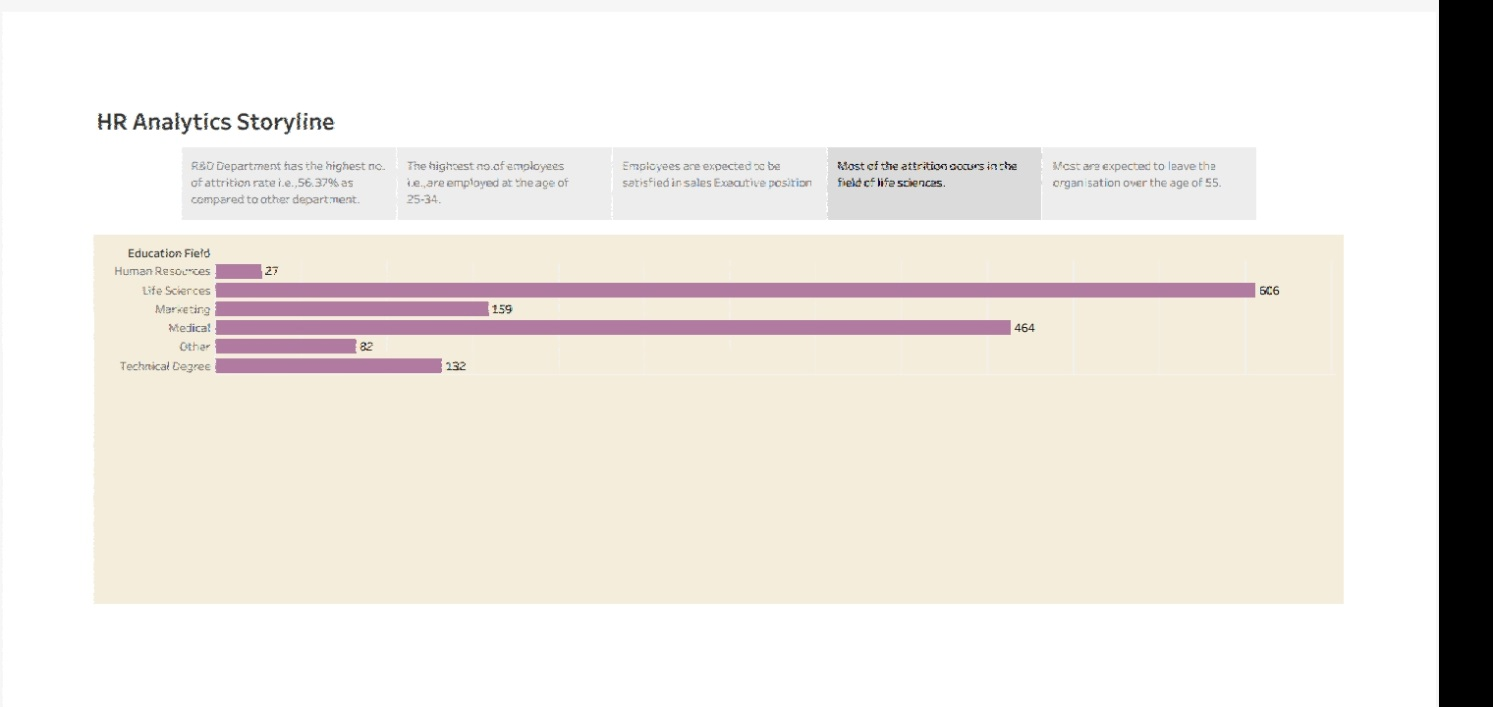 HR Analytics Storyline
R&D Department has the highest no.
of attrition rate i.e.,56.37% as
compared to other department.
The hightest no.of employees
i.e.,are employed at the age of
25-34.
Employees are expected to be
satisfied in sales Executive position
Most of the attrition occurs in the
field of life sciences.
Most are expected to leave the
organisation over the age of 55.
Education Field
Human Resources 27
Life Sciences 606
Marketing 159
Medical 464
Other 82
Technical Degree 132